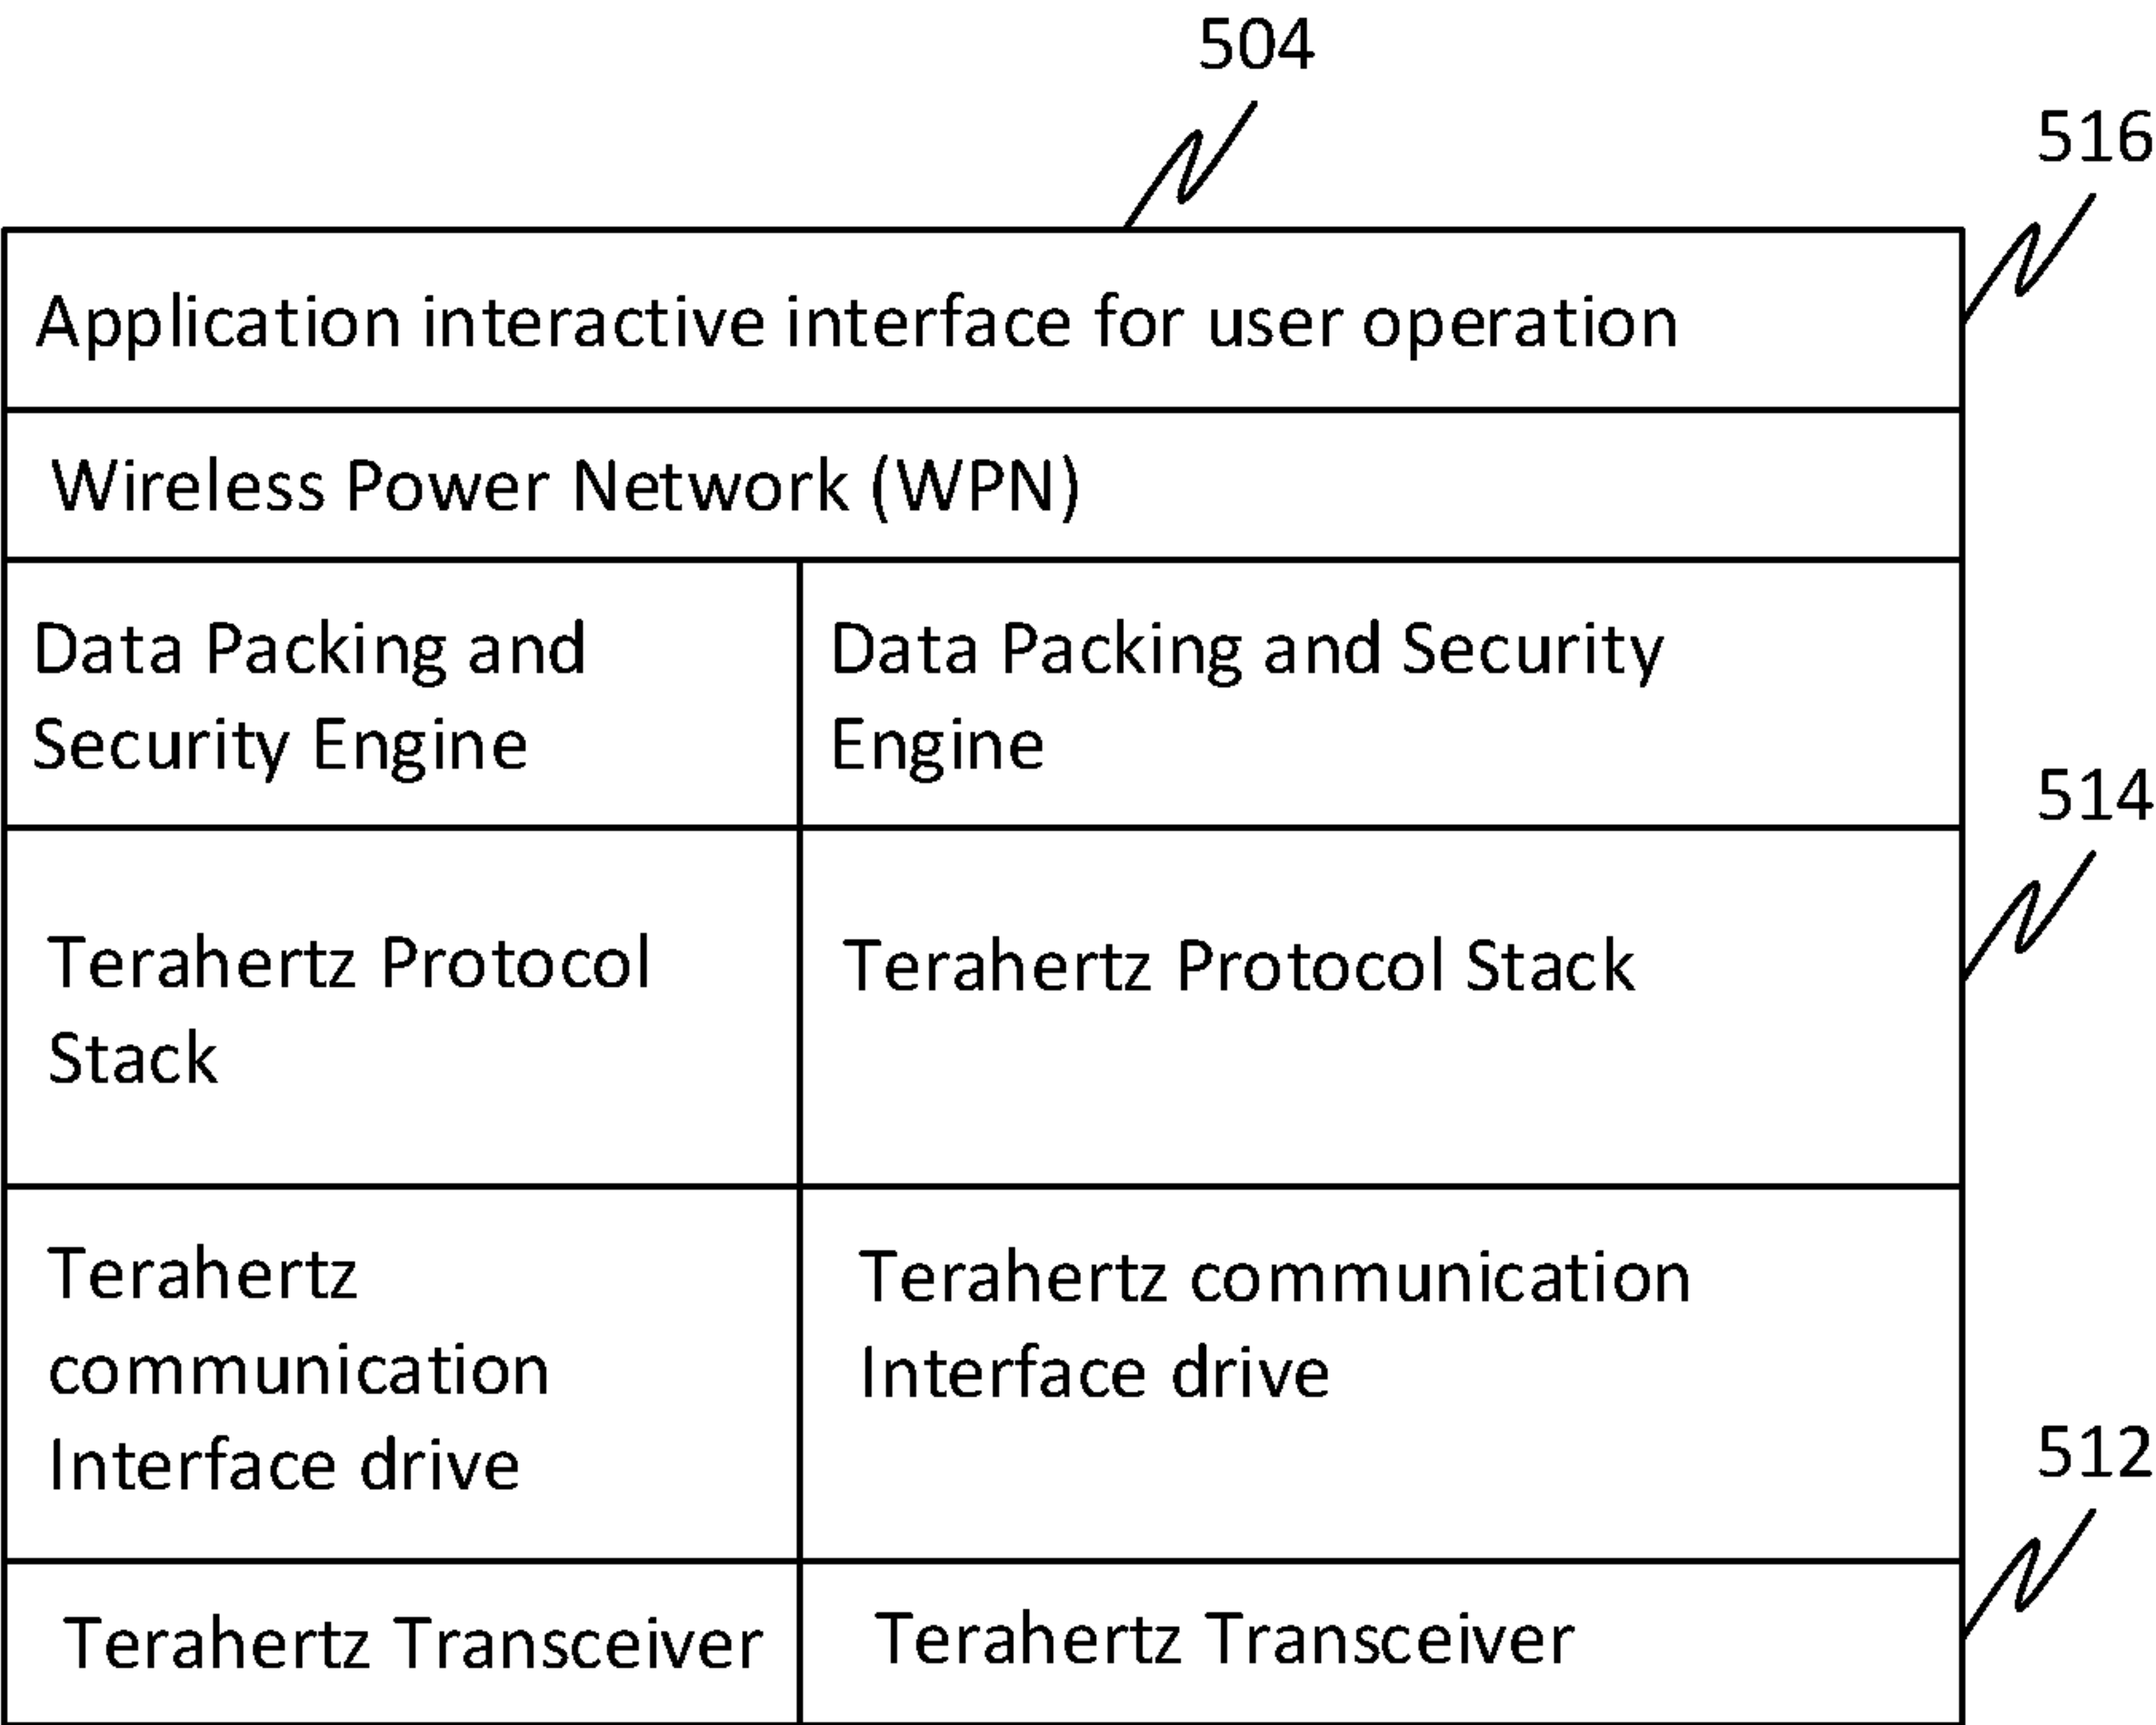 504
516
Application interactive interface for user operation
Wireless Power Network (WPN)
Data Packing and
Security Engine
Data Packing and Security
Engine
514
Terahertz Protocol
Stack
Terahertz Protocol Stack
Terahertz
communication
Interface drive
Terahertz communication
Interface drive
512
Terahertz Transceiver
Terahertz Transceiver